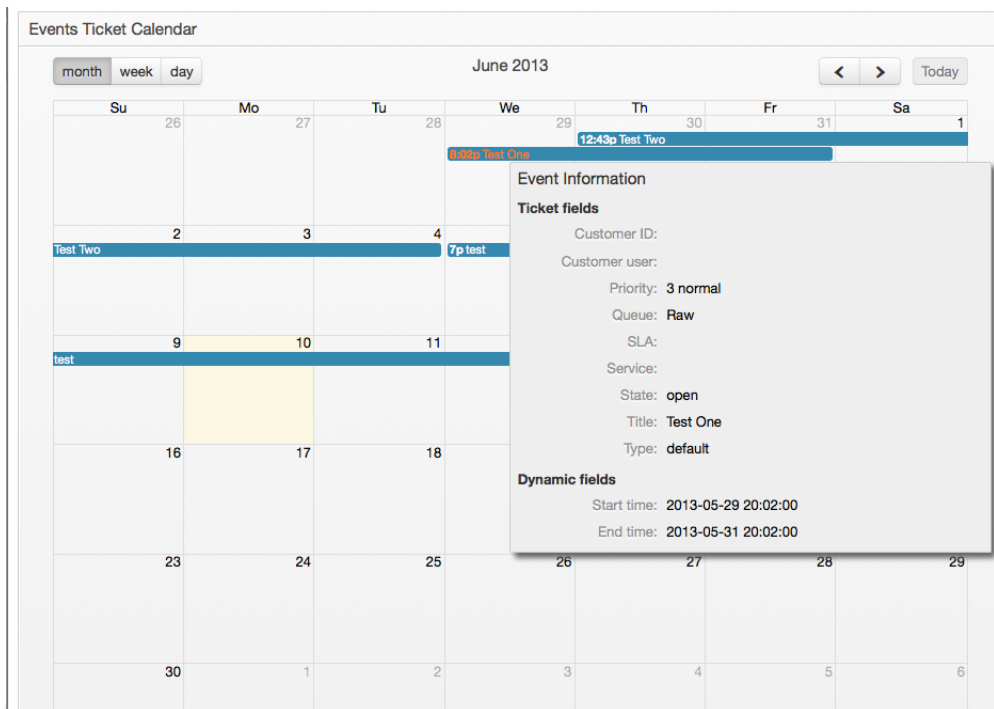 Events Ticket Calendar
month week day June 2013 < > Today
Su Mo Tu We Th Fr Sa
26 27 28 29 30 31 1
12:43p Test Two
8:02p Test One
Event Information
Ticket fields
Customer ID:
Customer user:
Priority: 3 normal
Queue: Raw
SLA:
Service:
State: open
Title: Test One
Type: default
Dynamic fields
Start time: 2013-05-29 20:02:00
End time: 2013-05-31 20:02:00
2 3 4
Test Two 7p test
9 10 11
test
16 17 18
23 24 25 26 27 28 29
30 1 2 3 4 5 6